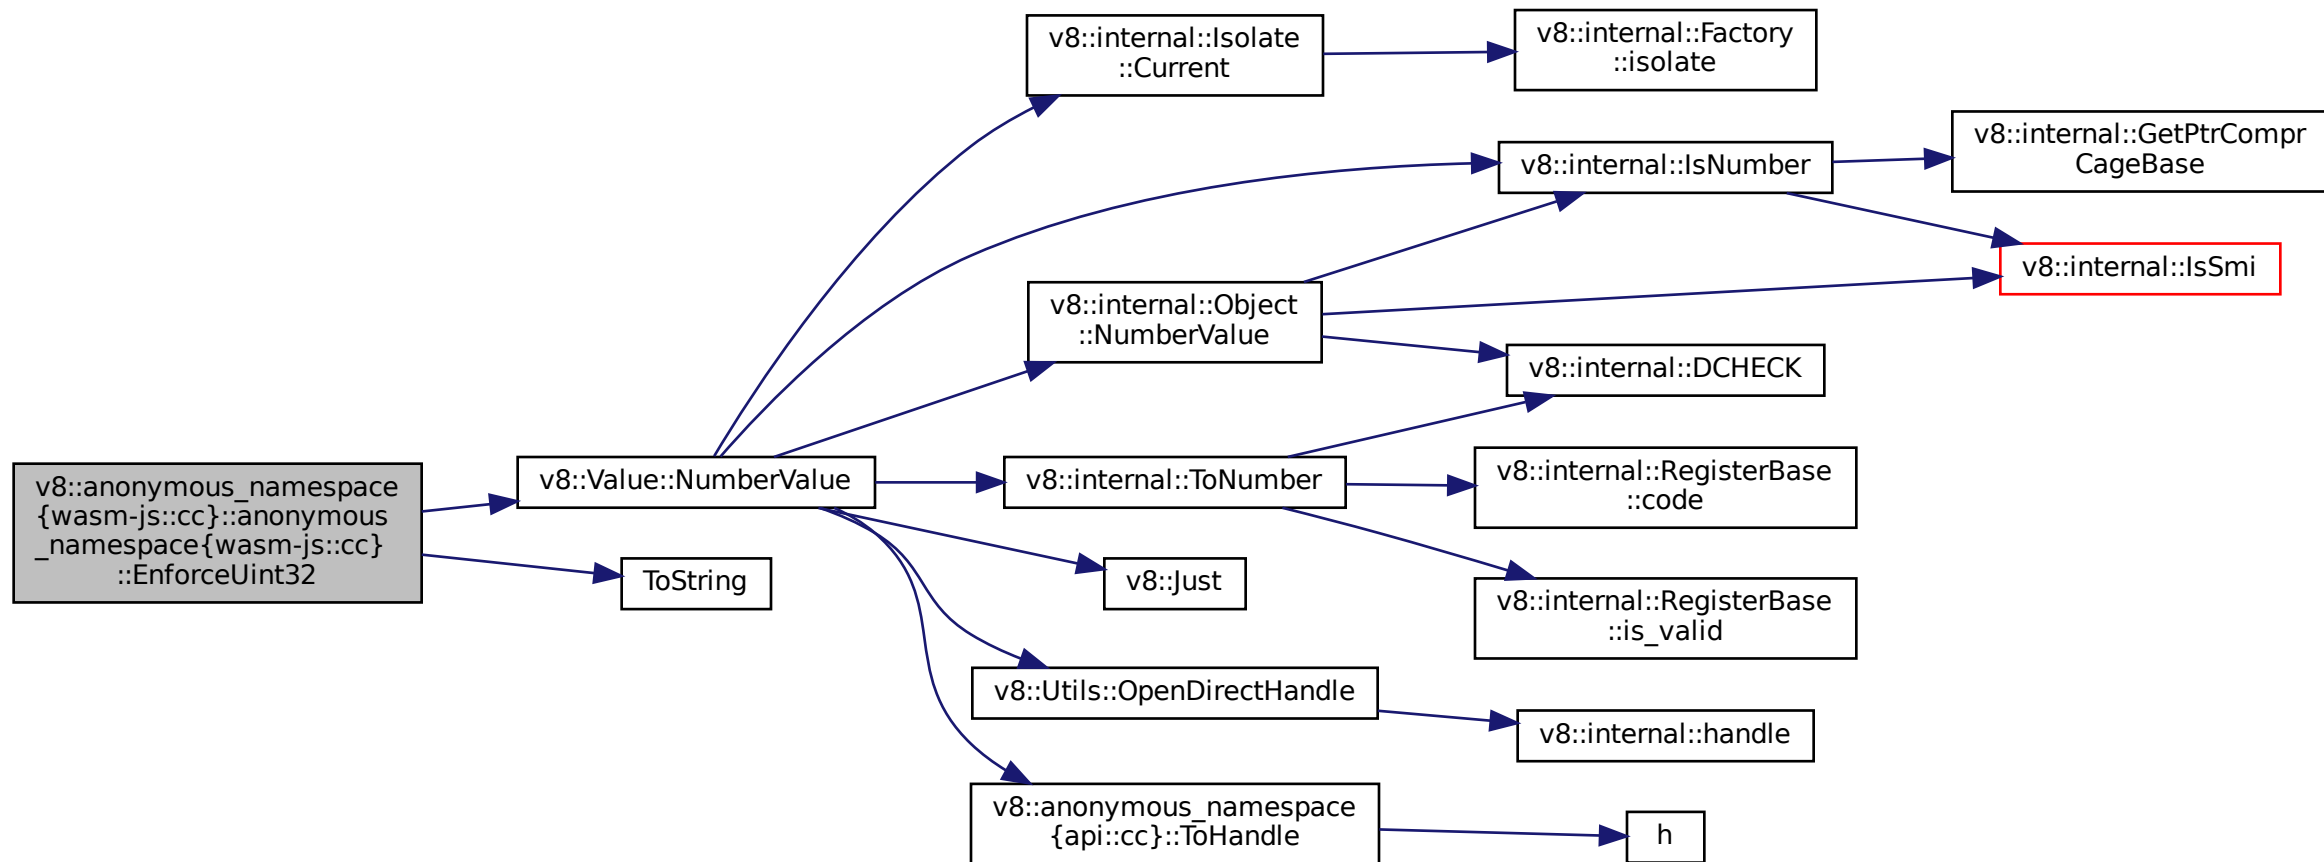 v8::anonymous_namespace
{wasm-js::cc}::anonymous
_namespace{wasm-js::cc}
::EnforceUint32
v8::Value::NumberValue
ToString
v8::internal::Isolate
::Current
v8::internal::Factory
::isolate
v8::internal::IsNumber
v8::internal::GetPtrCompr
CageBase
v8::internal::IsSmi
v8::internal::Object
::NumberValue
v8::internal::DCHECK
v8::internal::ToNumber
v8::internal::RegisterBase
::code
v8::internal::RegisterBase
::is_valid
v8::Just
v8::Utils::OpenDirectHandle
v8::internal::handle
v8::anonymous_namespace
{api::cc}::ToHandle
h